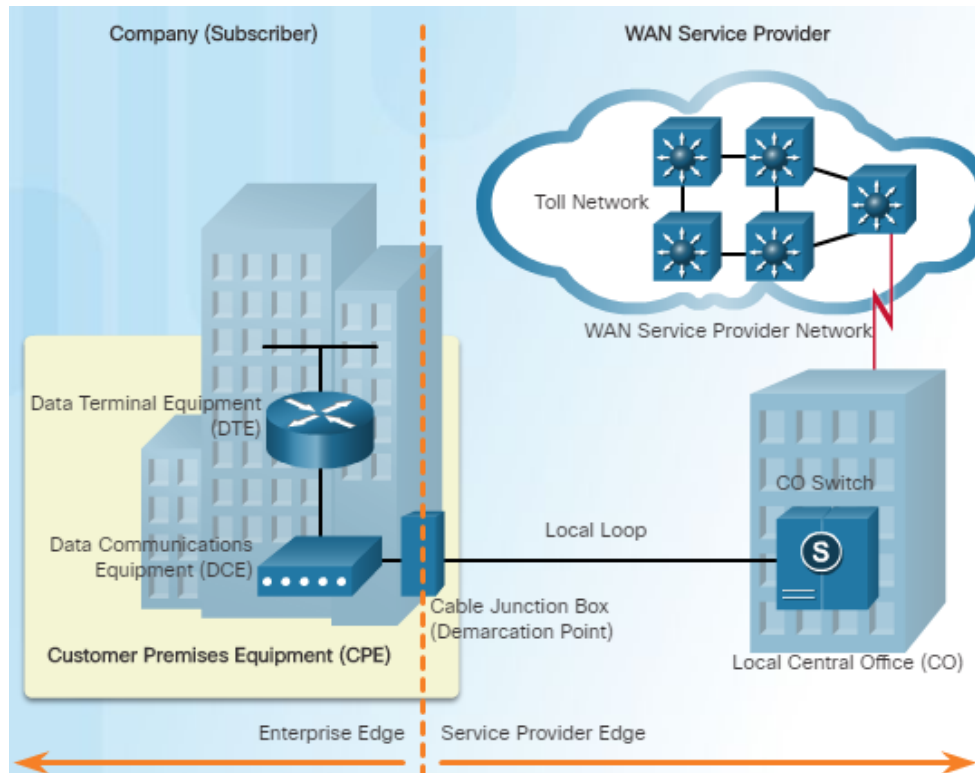 Company (Subscriber)
WAN Service Provider
Toll Network
WAN Service Provider Network
Data Terminal Equipment
(DTE)
CO Switch
S
Data Communications
Equipment (DCE)
Local Loop
Cable Junction Box
(Demarcation Point)
Customer Premises Equipment (CPE)
Local Central Office (CO)
Enterprise Edge
Service Provider Edge